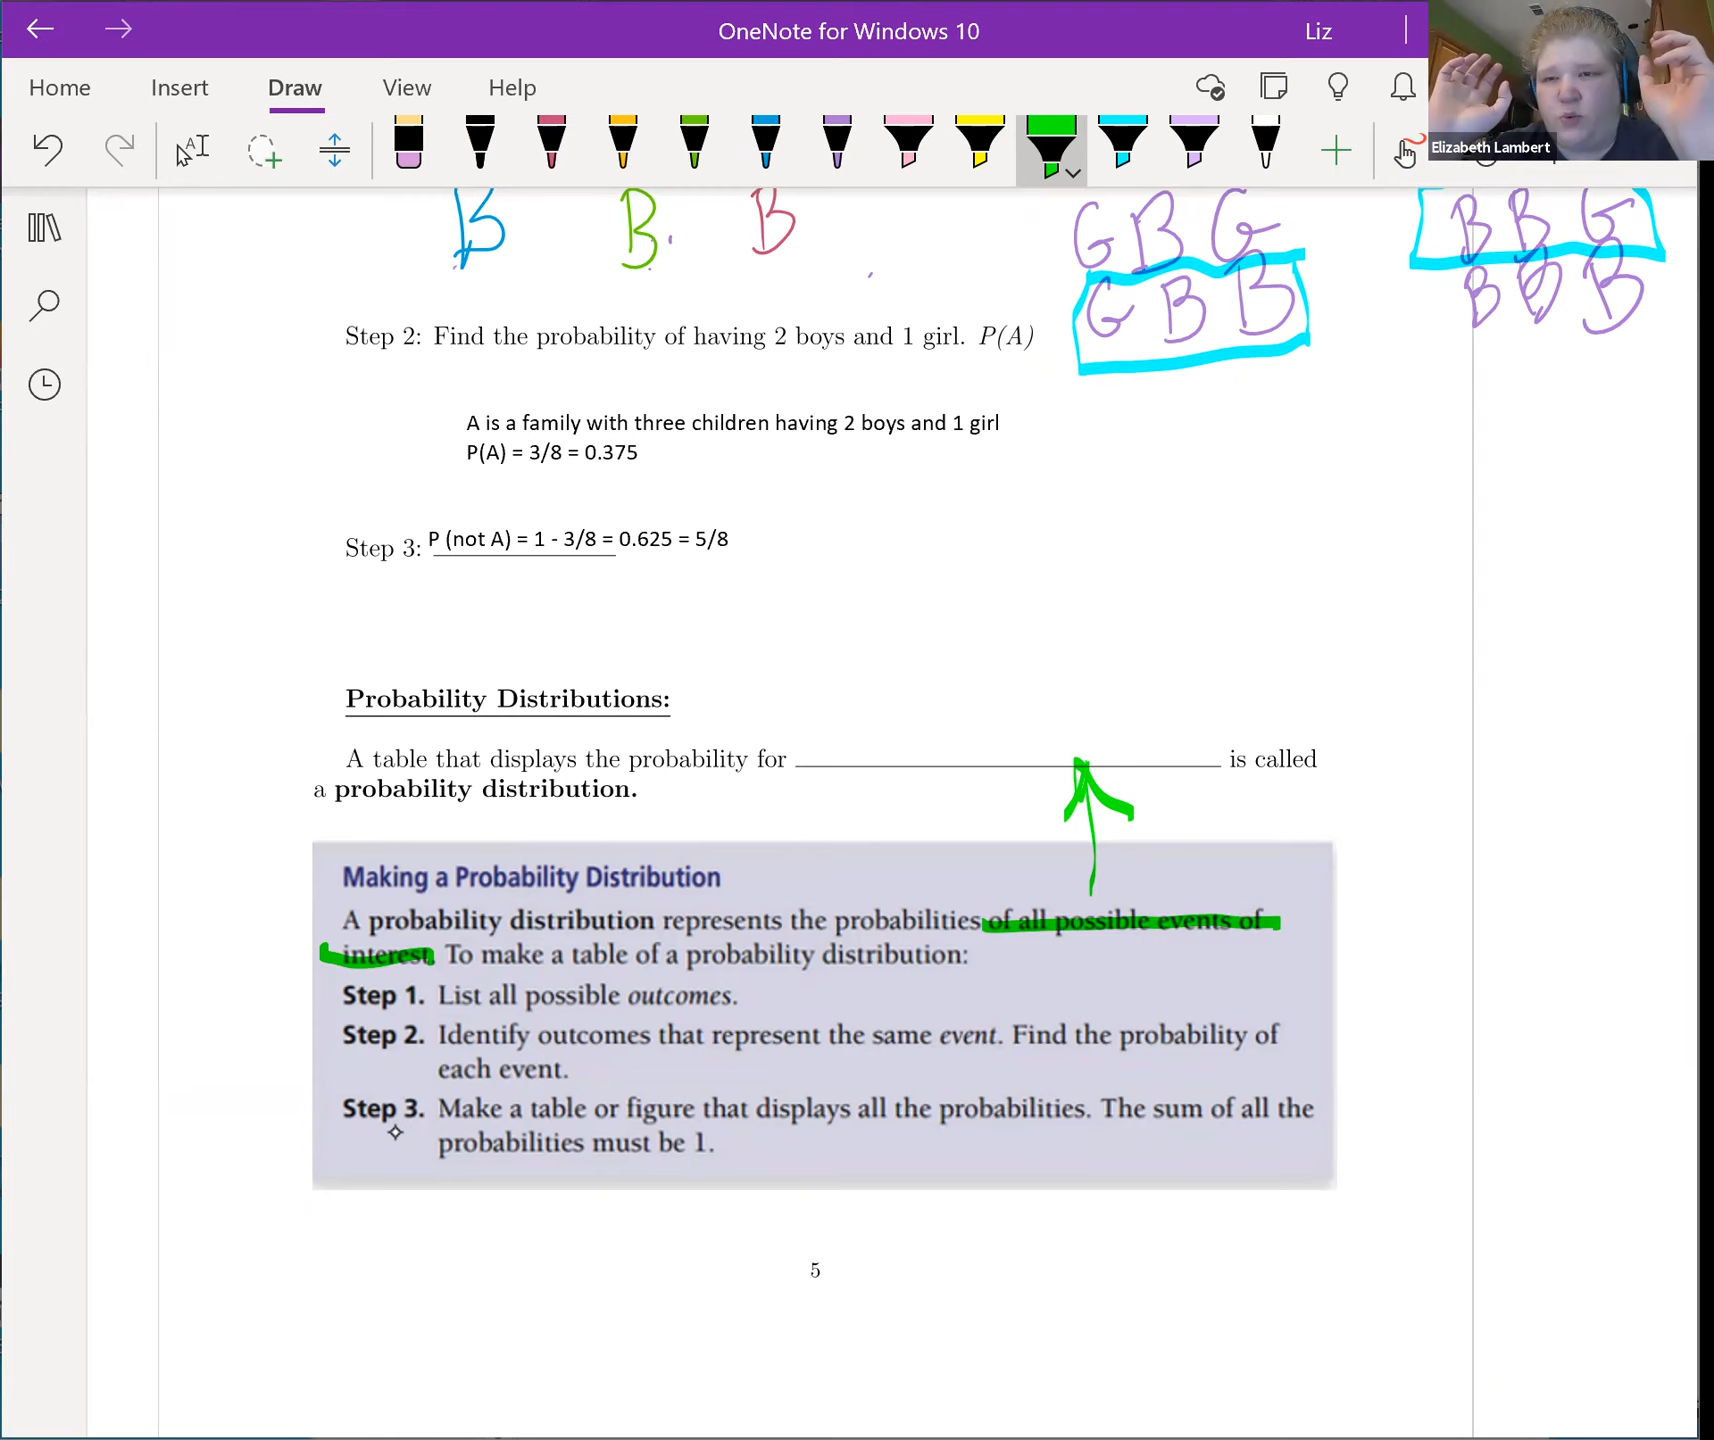 OneNote for Windows 10
Liz
Home Insert Draw View Help
Elizabeth Lambert
B B. B
G B G
B B G
G B B
B B B
Step 2: Find the probability of having 2 boys and 1 girl. P(A)
A is a family with three children having 2 boys and 1 girl
P(A) = 3/8 = 0.375
Step 3: P (not A) = 1 - 3/8 = 0.625 = 5/8
Probability Distributions:
A table that displays the probability for ______________ is called
a probability distribution.
Making a Probability Distribution
A probability distribution represents the probabilities of all possible events of
interest. To make a table of a probability distribution:
Step 1. List all possible outcomes.
Step 2. Identify outcomes that represent the same event. Find the probability of
each event.
Step 3. Make a table or figure that displays all the probabilities. The sum of all the
probabilities must be 1.
5